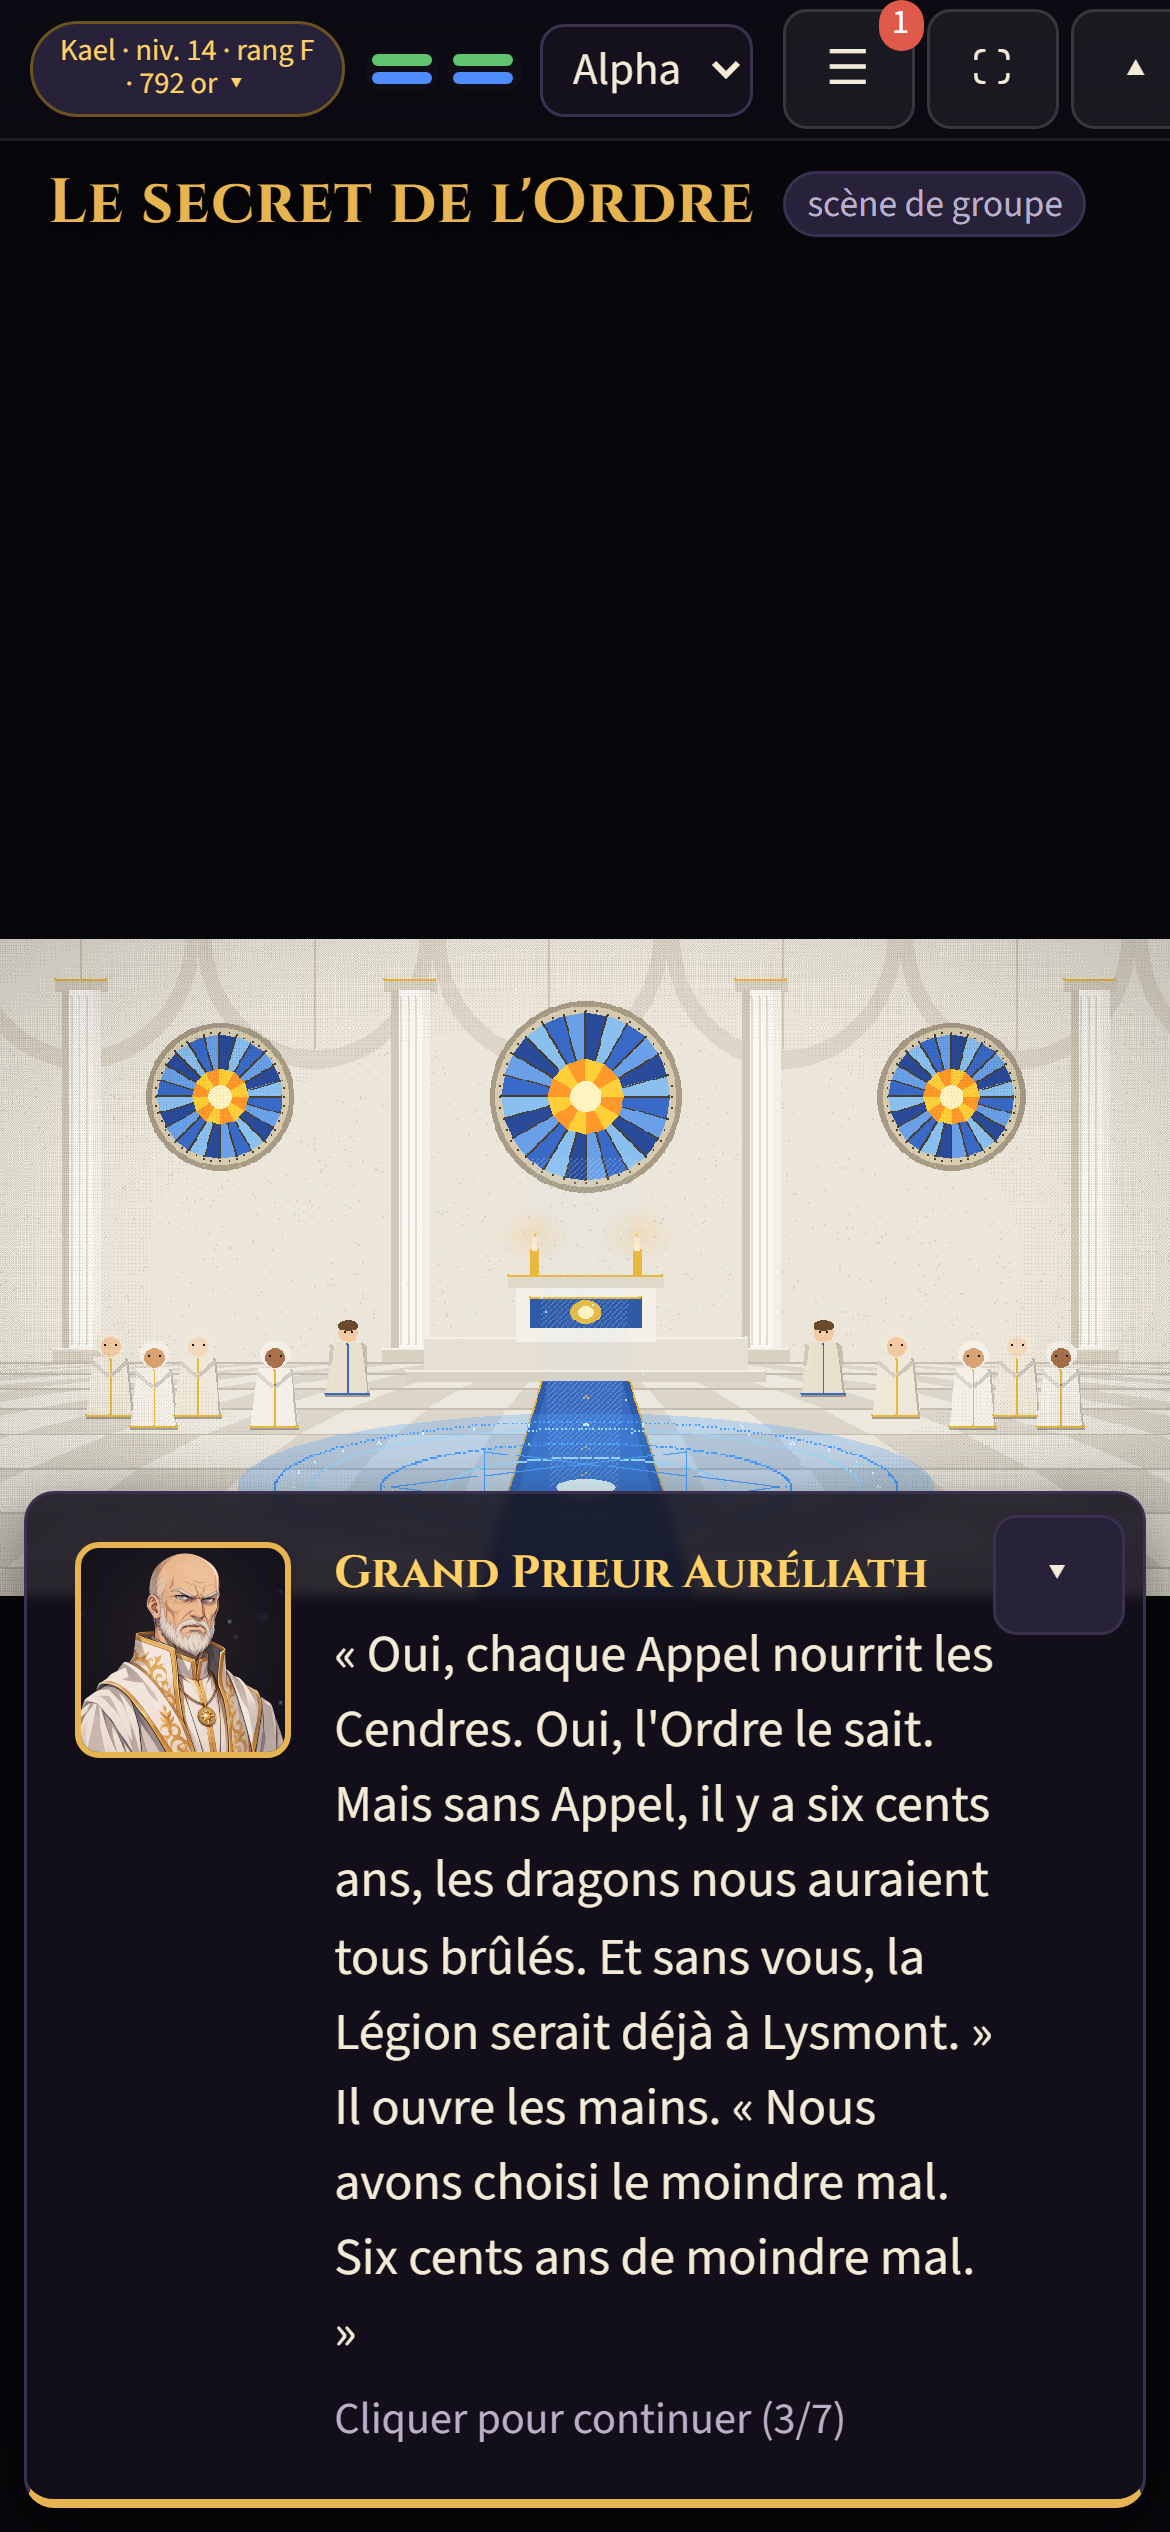 Kael · niv. 14 · rang F
· 792 or ▼
Alpha
1
LE SECRET DE L'ORDRE
scène de groupe
GRAND PRIEUR AURÉLIATH
« Oui, chaque Appel nourrit les
Cendres. Oui, l'Ordre le sait.
Mais sans Appel, il y a six cents
ans, les dragons nous auraient
tous brûlés. Et sans vous, la
Légion serait déjà à Lysmont. »
Il ouvre les mains. « Nous
avons choisi le moindre mal.
Six cents ans de moindre mal.
»
Cliquer pour continuer (3/7)